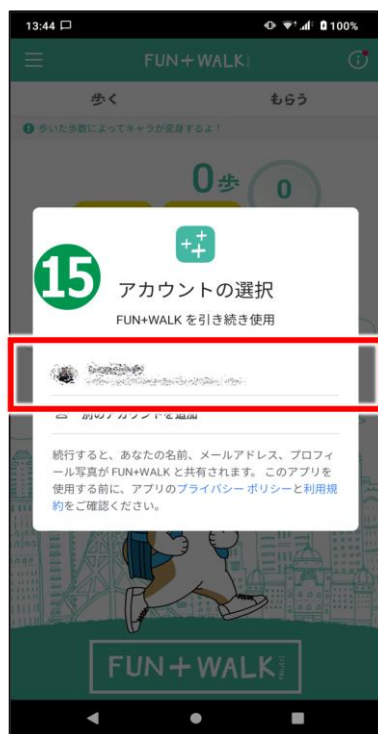 13:44 100%
FUN+WALK
歩く もらう
歩いた歩数によってキャラが変身するよ！
0歩 0
15
アカウントの選択
FUN+WALK を引き続き使用
別のアカウントを追加
続行すると、あなたの名前、メールアドレス、プロフィ
ール写真が FUN+WALK と共有されます。 このアプリを
使用する前に、アプリのプライバシー ポリシーと利用規
約をご確認ください。
FUN+WALK